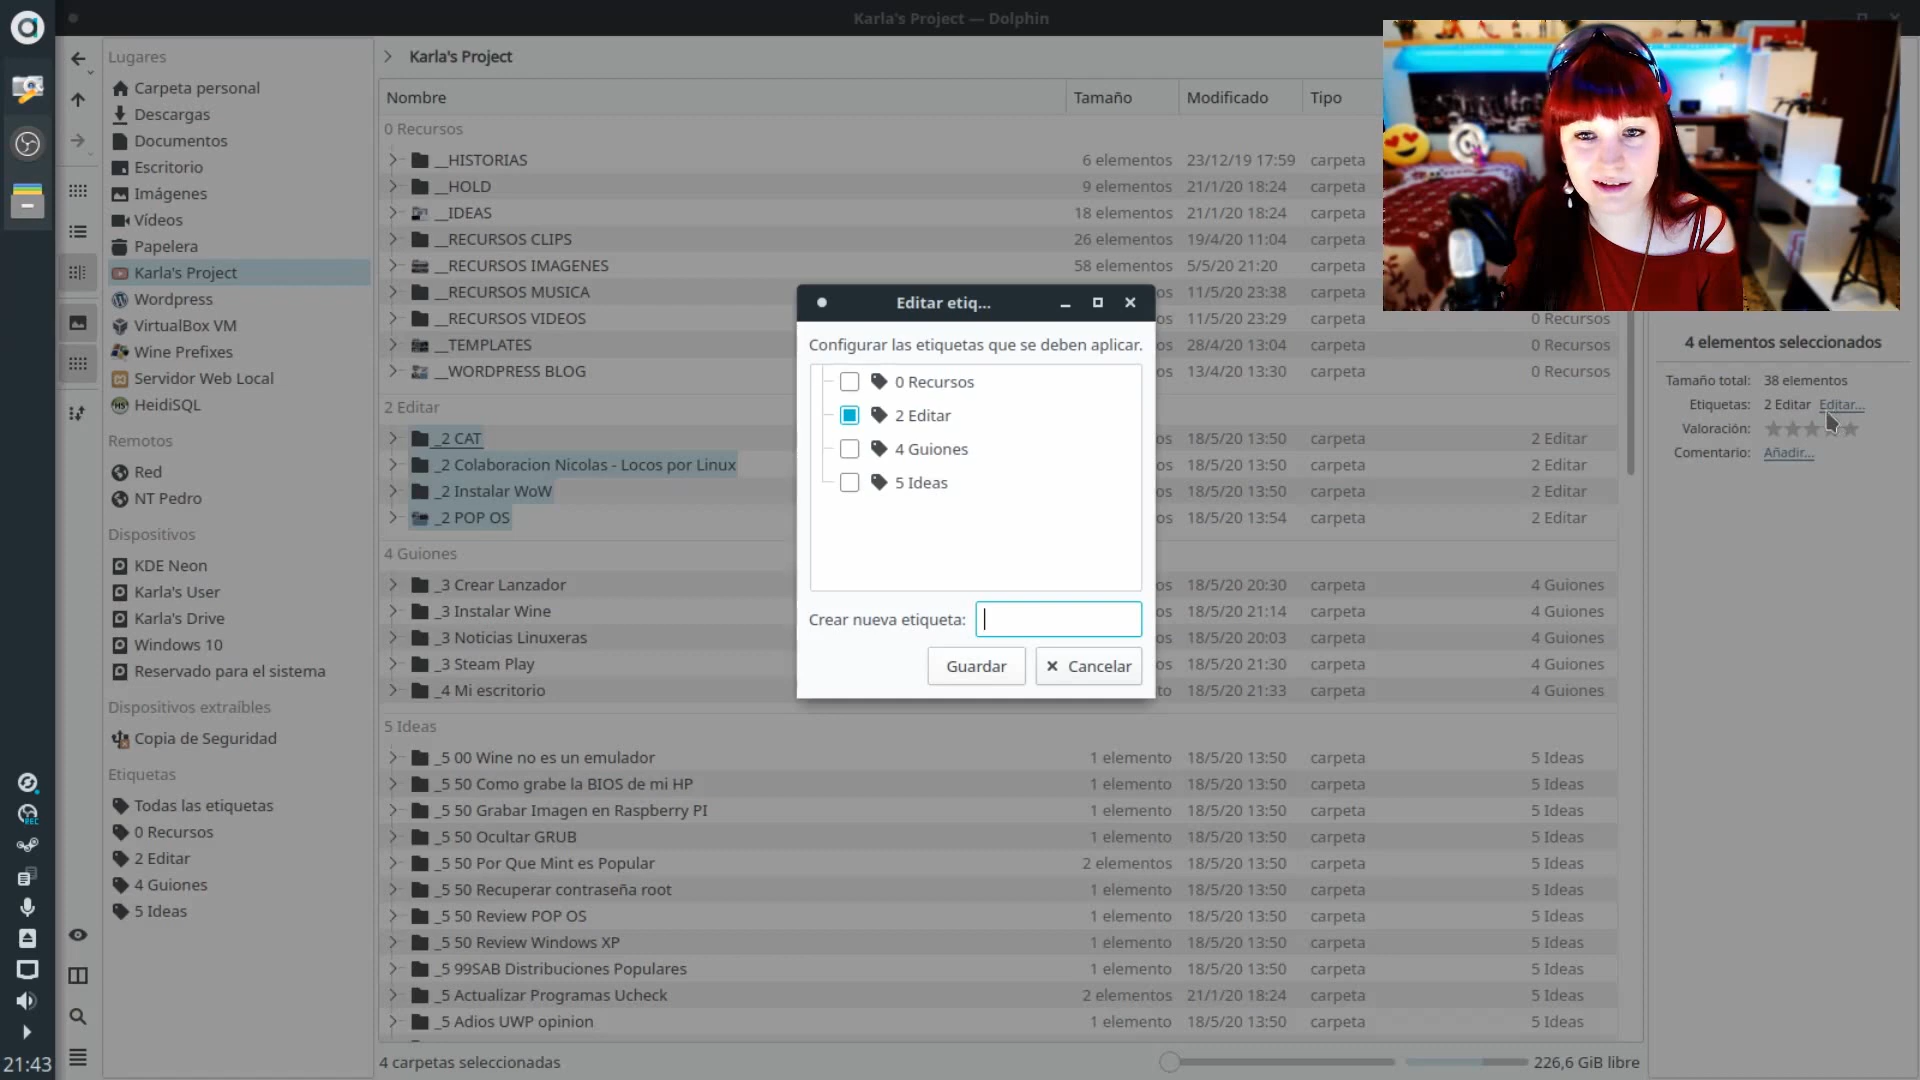 Karla's Project — Dolphin
Lugares
Carpeta personal
Descargas
Documentos
Escritorio
Imágenes
Vídeos
Papelera
Karla's Project
Wordpress
VirtualBox VM
Wine Prefixes
Servidor Web Local
HeidiSQL
Remotos
Red
NT Pedro
Dispositivos
KDE Neon
Karla's User
Karla's Drive
Windows 10
Reservado para el sistema
Dispositivos extraíbles
Copia de Seguridad
Etiquetas
Todas las etiquetas
0 Recursos
2 Editar
4 Guiones
5 Ideas
REC
21:43
Karla's Project
Nombre Tamaño Modificado Tipo
0 Recursos
__HISTORIAS 6 elementos 23/12/19 17:59 carpeta
__HOLD 9 elementos 21/1/20 18:24 carpeta
__IDEAS 18 elementos 21/1/20 18:24 carpeta
__RECURSOS CLIPS 26 elementos 19/4/20 11:04 carpeta
__RECURSOS IMAGENES 58 elementos 5/5/20 21:20 carpeta
__RECURSOS MUSICA os 11/5/20 23:38 carpeta
__RECURSOS VIDEOS os 11/5/20 23:29 carpeta 0 Recursos
__TEMPLATES os 28/4/20 13:04 carpeta 0 Recursos
__WORDPRESS BLOG os 13/4/20 13:30 carpeta 0 Recursos
2 Editar
_2 CAT os 18/5/20 13:50 carpeta 2 Editar
_2 Colaboracion Nicolas - Locos por Linux os 18/5/20 13:50 carpeta 2 Editar
_2 Instalar WoW os 18/5/20 13:50 carpeta 2 Editar
_2 POP OS os 18/5/20 13:54 carpeta 2 Editar
4 Guiones
_3 Crear Lanzador os 18/5/20 20:30 carpeta 4 Guiones
_3 Instalar Wine os 18/5/20 21:14 carpeta 4 Guiones
_3 Noticias Linuxeras os 18/5/20 20:03 carpeta 4 Guiones
_3 Steam Play os 18/5/20 21:30 carpeta 4 Guiones
_4 Mi escritorio to 18/5/20 21:33 carpeta 4 Guiones
5 Ideas
_5 00 Wine no es un emulador 1 elemento 18/5/20 13:50 carpeta 5 Ideas
_5 50 Como grabe la BIOS de mi HP 1 elemento 18/5/20 13:50 carpeta 5 Ideas
_5 50 Grabar Imagen en Raspberry PI 1 elemento 18/5/20 13:50 carpeta 5 Ideas
_5 50 Ocultar GRUB 1 elemento 18/5/20 13:50 carpeta 5 Ideas
_5 50 Por Que Mint es Popular 2 elementos 18/5/20 13:50 carpeta 5 Ideas
_5 50 Recuperar contraseña root 1 elemento 18/5/20 13:50 carpeta 5 Ideas
_5 50 Review POP OS 1 elemento 18/5/20 13:50 carpeta 5 Ideas
_5 50 Review Windows XP 1 elemento 18/5/20 13:50 carpeta 5 Ideas
_5 99SAB Distribuciones Populares 1 elemento 18/5/20 13:50 carpeta 5 Ideas
_5 Actualizar Programas Ucheck 2 elementos 21/1/20 18:24 carpeta 5 Ideas
_5 Adios UWP opinion 1 elemento 18/5/20 13:50 carpeta 5 Ideas
4 carpetas seleccionadas 226,6 GiB libre
Editar etiq...
Configurar las etiquetas que se deben aplicar.
0 Recursos
2 Editar
4 Guiones
5 Ideas
Crear nueva etiqueta:
Guardar Cancelar
4 elementos seleccionados
Tamaño total: 38 elementos
Etiquetas: 2 Editar Editar...
Valoración:
Comentario: Añadir...